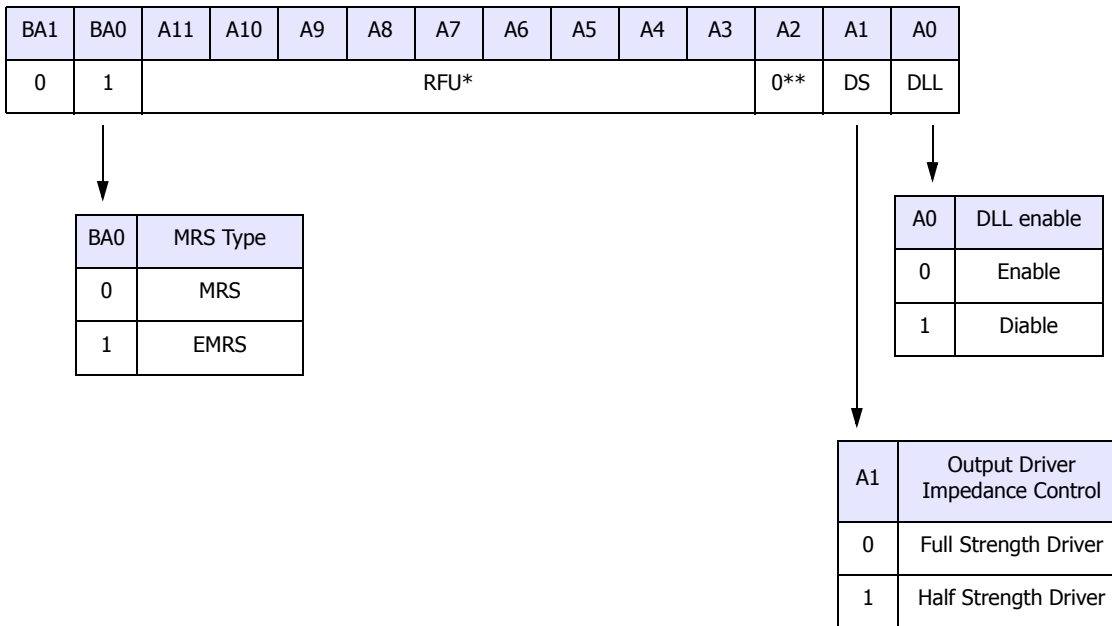 BA1 BA0 A11 A10 A9 A8 A7 A6 A5 A4 A3 A2 A1 A0
0 1 RFU* 0** DS DLL
BA0 MRS Type
0 MRS
1 EMRS
A0 DLL enable
0 Enable
1 Diable
A1 Output Driver
Impedance Control
0 Full Strength Driver
1 Half Strength Driver